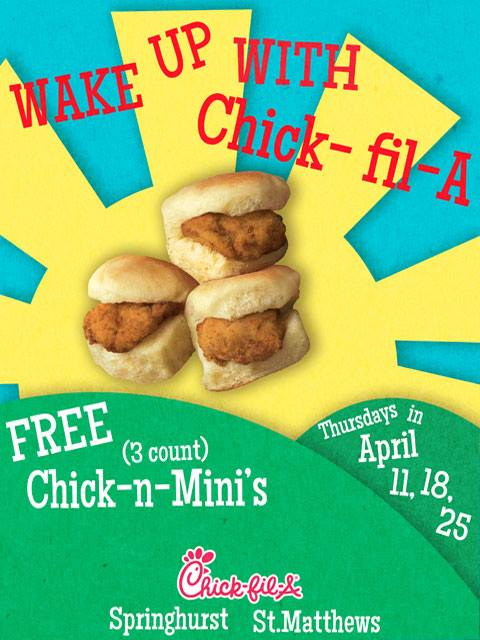 WAKE UP WITH
Chick-fil-A
FREE (3 count)
Chick-n-Mini's
Thursdays in
April
11, 18,
25
Chick-fil-A
Springhurst St.Matthews